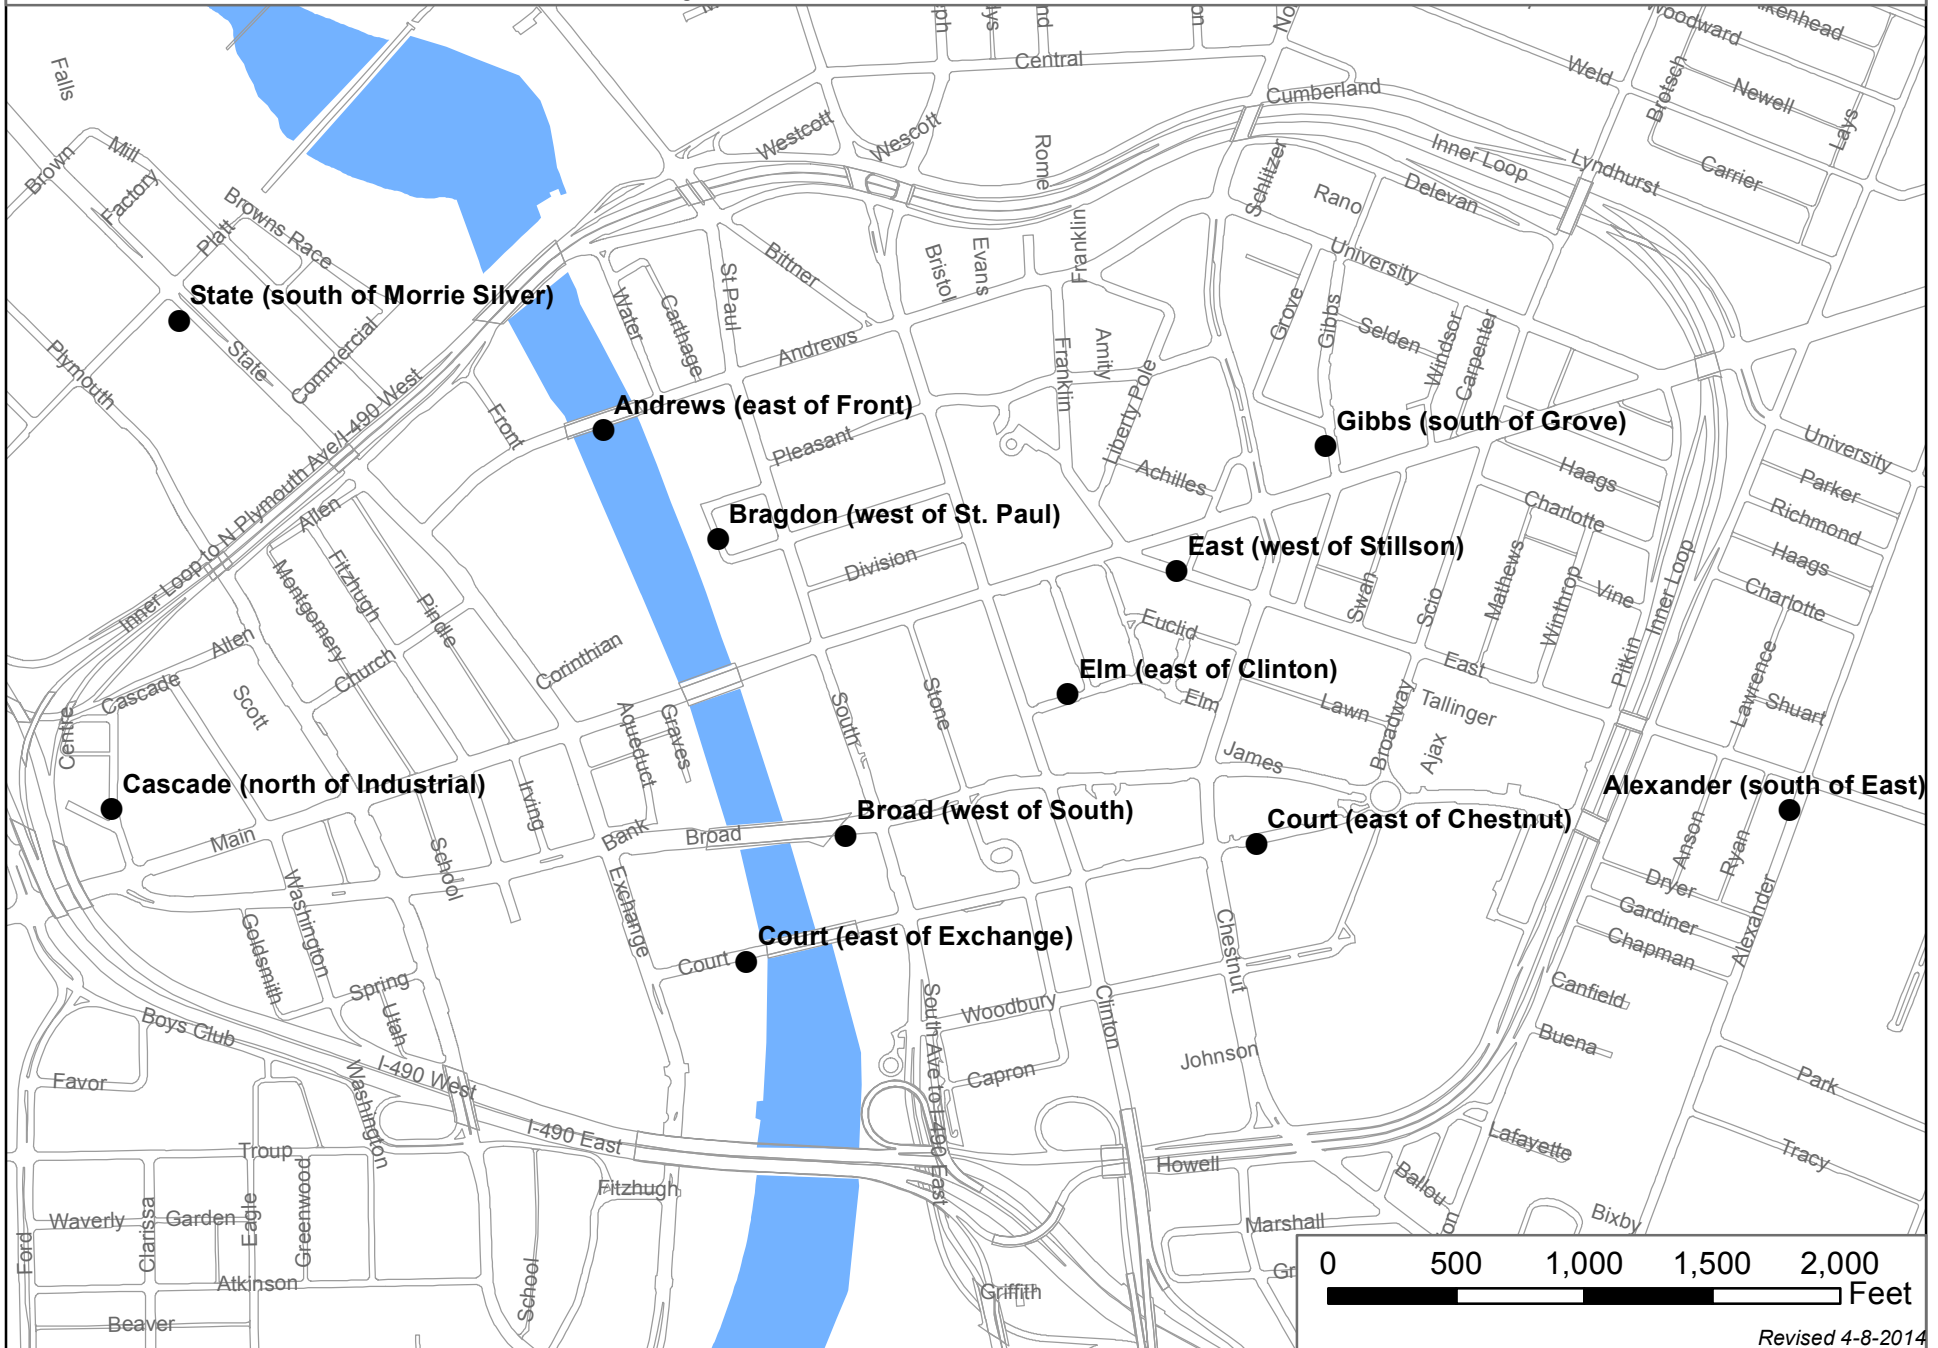 Falls
Central
Woodward
Weld
Brotsch
Newell
Lays
Cumberland
Westcott
Wescott
Rome
Inner Loop
Lyndhurst
Carrier
Brown
Mill
Factory
Platt
Browns Race
Schlitzer
Rano
Delevan
University
Bittner
Bristol
Evans
Franklin
St Paul
Water
Carthage
State (south of Morrie Silver)
Plymouth
State
Commercial
Inner Loop to N Plymouth Ave/I-490 West
Front
Andrews
Andrews (east of Front)
Pleasant
Franklin
Amity
Liberty Pole
Grove
Gibbs
Selden
Windsor
Carpenter
Gibbs (south of Grove)
Achilles
Haags
Charlotte
University
Parker
Richmond
Haags
Charlotte
Bragdon (west of St. Paul)
Division
East (west of Stillson)
Swan
Scio
Mathews
Winthrop
Vine
Inner Loop
Pitkin
Allen
Montgomery
Fitzhugh
Pindle
Church
Corinthian
Allen
Cascade
Scott
Centre
Euclid
Elm (east of Clinton)
Elm
East
Lawn
Broadway
Tallinger
Ajax
Lawrence
Shuart
South
Stone
Aqueduct
Graves
James
Cascade (north of Industrial)
Irving
Main
School
Bank
Broad
Broad (west of South)
Court (east of Chestnut)
Alexander (south of East)
Anson
Ryan
Dryer
Gardiner
Chapman
Alexander
Washington
Goldsmith
Exchange
Court
Court (east of Exchange)
Chestnut
Spring
Utah
Boys Club
I-490 West
Washington
Favor
Woodbury
South Ave to I-490 East
Capron
Clinton
Johnson
Canfield
Buena
Park
Tracy
I-490 East
Troup
Fitzhugh
Howell
Lafayette
Ballou
Bixby
Waverly
Garden
Clarissa
Eagle
Greenwood
Ford
Atkinson
School
Beaver
Griffith
Marshall
0 500 1,000 1,500 2,000
Feet
Revised 4-8-2014